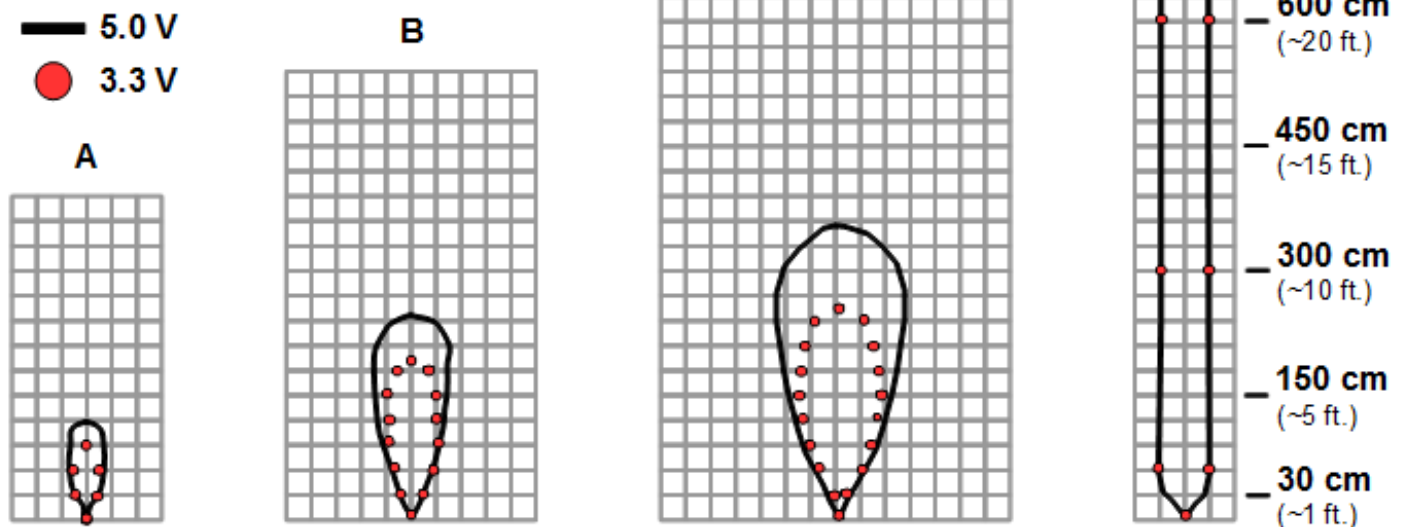 5.0 V
3.3 V
A
B
600 cm
(~20 ft.)
450 cm
(~15 ft.)
300 cm
(~10 ft.)
150 cm
(~5 ft.)
30 cm
(~1 ft.)